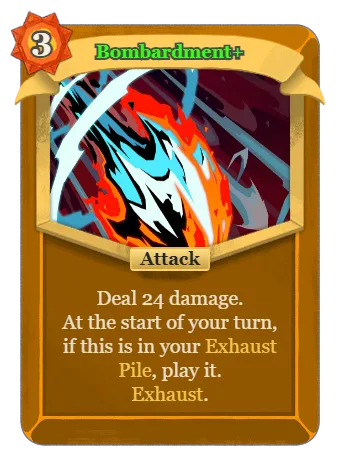 3
Bombardment+
Attack
Deal 24 damage.
At the start of your turn,
if this is in your Exhaust
Pile, play it.
Exhaust.